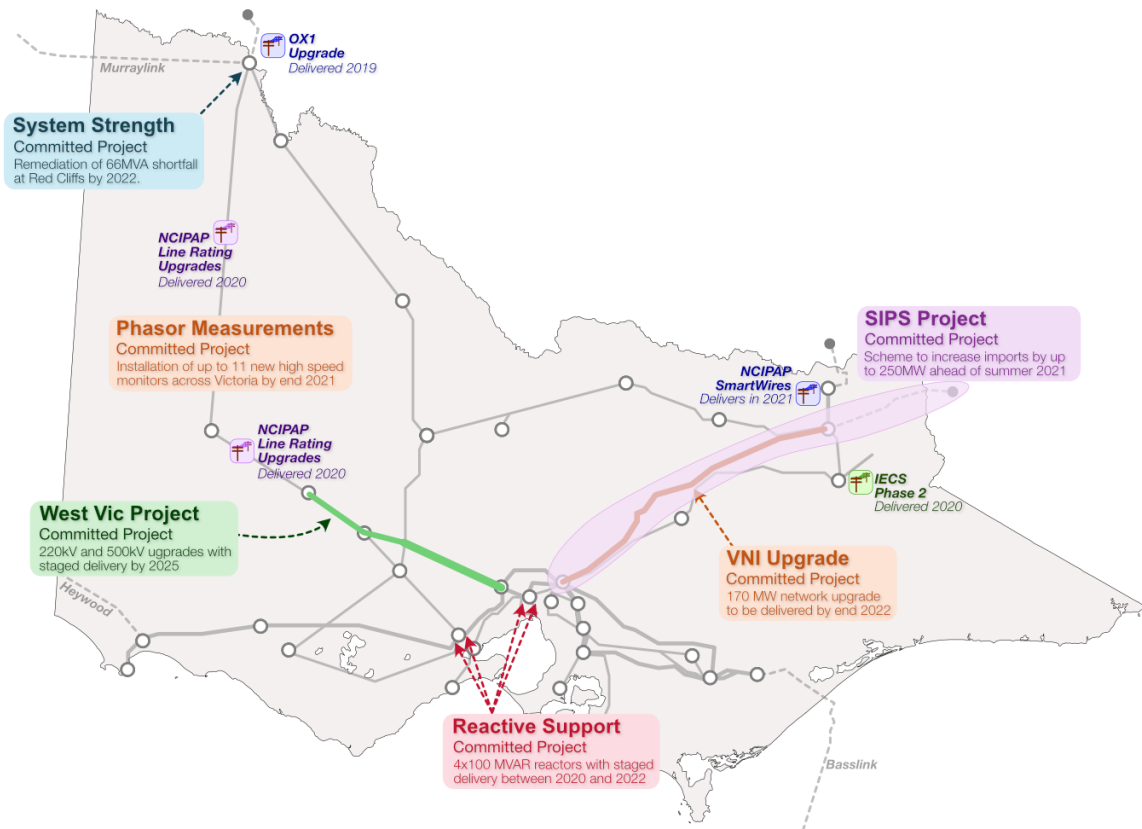 OX1
Upgrade
Delivered 2019
Murraylink
System Strength
Committed Project
Remediation of 66MVA shortfall
at Red Cliffs by 2022.
NCIPAP
Line Rating
Upgrades
Delivered 2020
Phasor Measurements
Committed Project
Installation of up to 11 new high speed
monitors across Victoria by end 2021
SIPS Project
Committed Project
Scheme to increase imports by up
to 250MW ahead of summer 2021
NCIPAP
SmartWires
Delivers in 2021
NCIPAP
Line Rating
Upgrades
Delivered 2020
IECS
Phase 2
Delivered 2020
West Vic Project
Committed Project
220kV and 500kV ugprades with
staged delivery by 2025
VNI Upgrade
Committed Project
170 MW network upgrade
to be delivered by end 2022
Heywood
Reactive Support
Committed Project
4x100 MVAR reactors with staged
delivery between 2020 and 2022
Basslink